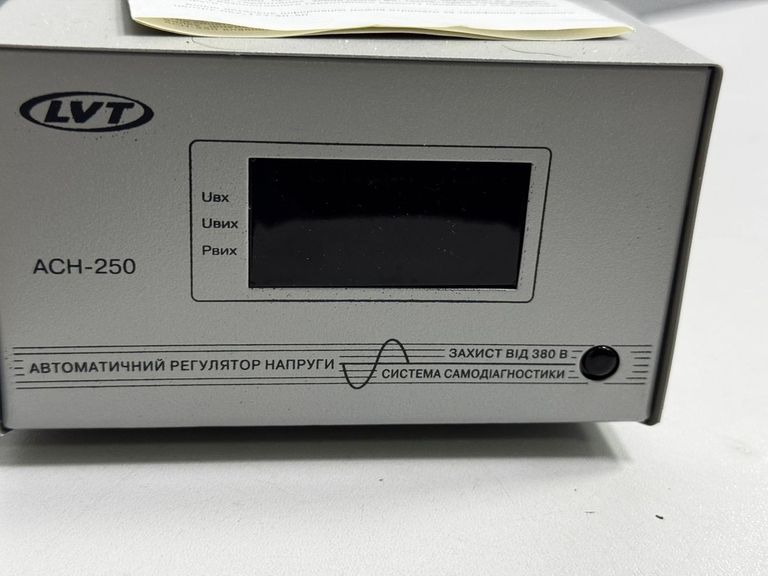 LVT
Uвх
Uвих
Рвих
АСН-250
АВТОМАТИЧНИЙ РЕГУЛЯТОР НАПРУГИ
ЗАХИСТ ВІД 380 В
СИСТЕМА САМОДІАГНОСТИКИ